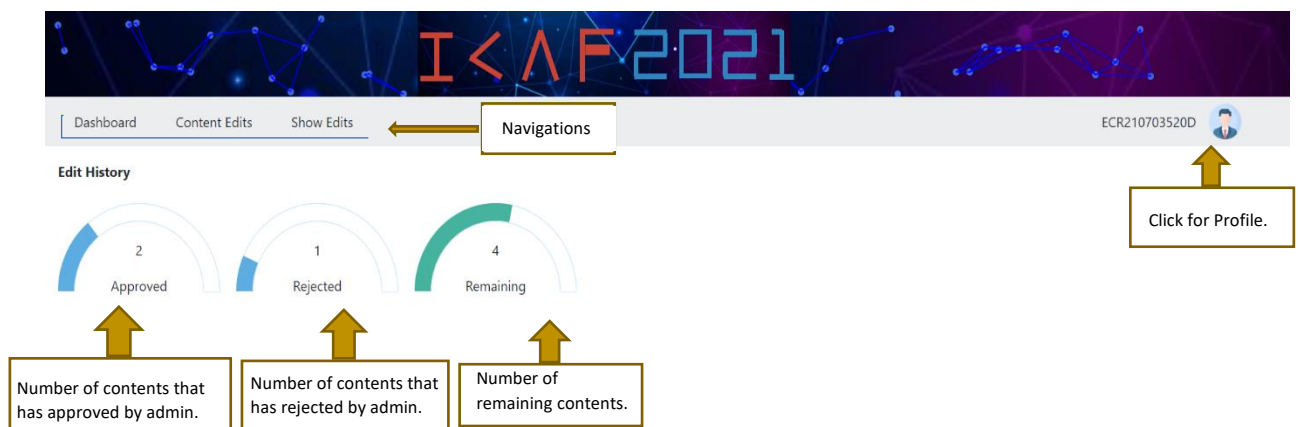 ICAF2021
Dashboard Content Edits Show Edits
Navigations
ECR210703520D
Edit History
Click for Profile.
2
Approved
1
Rejected
4
Remaining
Number of contents that
has approved by admin.
Number of contents that
has rejected by admin.
Number of
remaining contents.